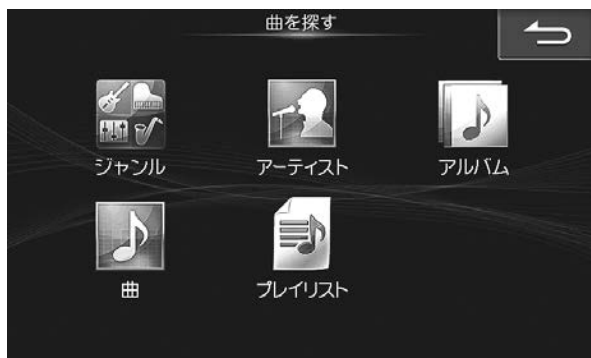 曲を探す
ジャンル
アーティスト
アルバム
曲
プレイリスト